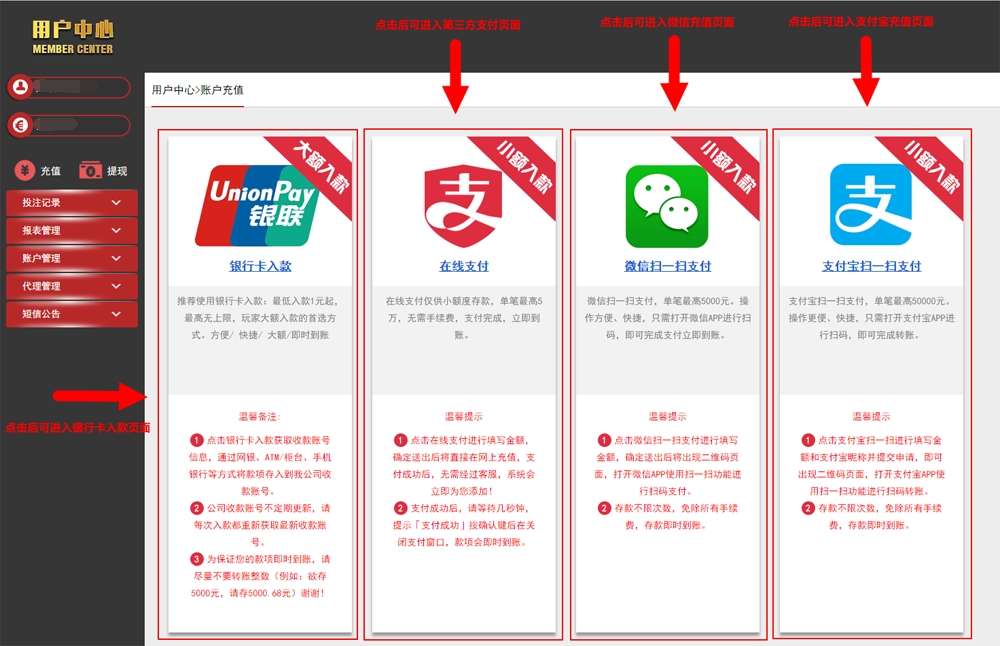 用户中心
MEMBER CENTER
点击后可进入第三方支付页面
点击后可进入微信充值页面
点击后可进入支付宝充值页面
用户中心>账户充值
充值
提现
投注记录
报表管理
账户管理
代理管理
短信公告
点击后可进入银行卡入款页面
大额入款
UnionPay
银联
银行卡入款
推荐使用银行卡入款：最低入款1元起，
最高无上限，玩家大额入款的首选方
式。方便/ 快捷/ 大额/即时到账
温馨备注:
1 点击银行卡入款获取收款账号
信息，通过网银、ATM/柜台、手机
银行等方式将款项存入到我公司收
款账号。
2 公司收款账号不定期更新，请
每次入款都重新获取最新收款账
号。
3 为保证您的款项即时到账，请
尽量不要转账整数（例如：欲存
5000元，请存5000.68元）谢谢！
小额入款
支
在线支付
在线支付仅供小额度存款，单笔最高5
万，无需手续费，支付完成，立即到
账。
温馨提示
1 点击在线支付进行填写金额，
确定送出后将直接在网上充值，支
付成功后，无需经过客服，系统会
立即为您添加！
2 支付成功后，请等待几秒钟，
提示「支付成功」按确认键后在关
闭支付窗口，款项会即时到账。
小额入款
微信扫一扫支付
微信扫一扫支付，单笔最高5000元。操
作方便、快捷，只需打开微信APP进行扫
码，即可完成支付立即到账。
温馨提示
1 点击微信扫一扫支付进行填写
金额，确定送出后将出现二维码页
面，打开微信APP使用扫一扫功能进
行扫码支付。
2 存款不限次数，免除所有手续
费，存款即时到账。
小额入款
支
支付宝扫一扫支付
支付宝扫一扫支付，单笔最高50000元。
操作更便、快捷，只需打开支付宝APP进
行扫码，即可完成转账。
温馨提示
1 点击支付宝扫一扫进行填写金
额和支付宝昵称并提交申请，即可
出现二维码页面，打开支付宝APP使
用扫一扫功能进行扫码转账。
2 存款不限次数，免除所有手续
费，存款即时到账。